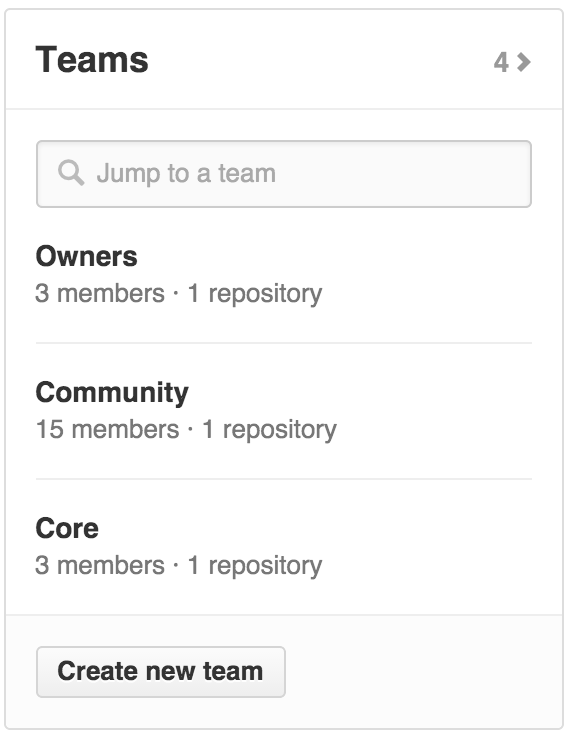 Teams 4
Jump to a team
Owners
3 members · 1 repository
Community
15 members · 1 repository
Core
3 members · 1 repository
Create new team